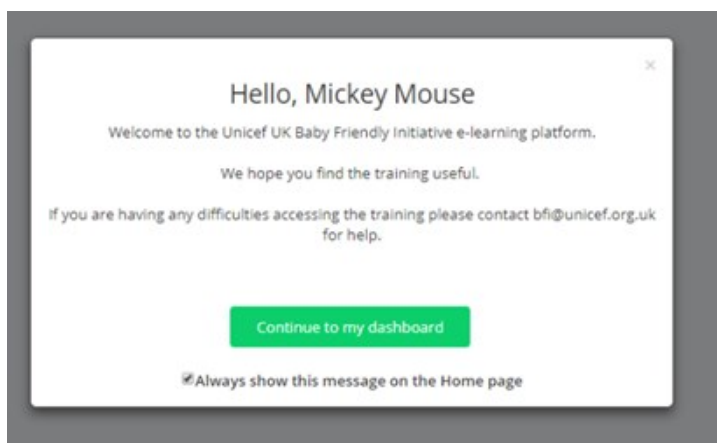 Hello, Mickey Mouse
Welcome to the Unicef UK Baby Friendly Initiative e-learning platform.
We hope you find the training useful.
If you are having any difficulties accessing the training please contact bfi@unicef.org.uk
for help.
Continue to my dashboard
Always show this message on the Home page